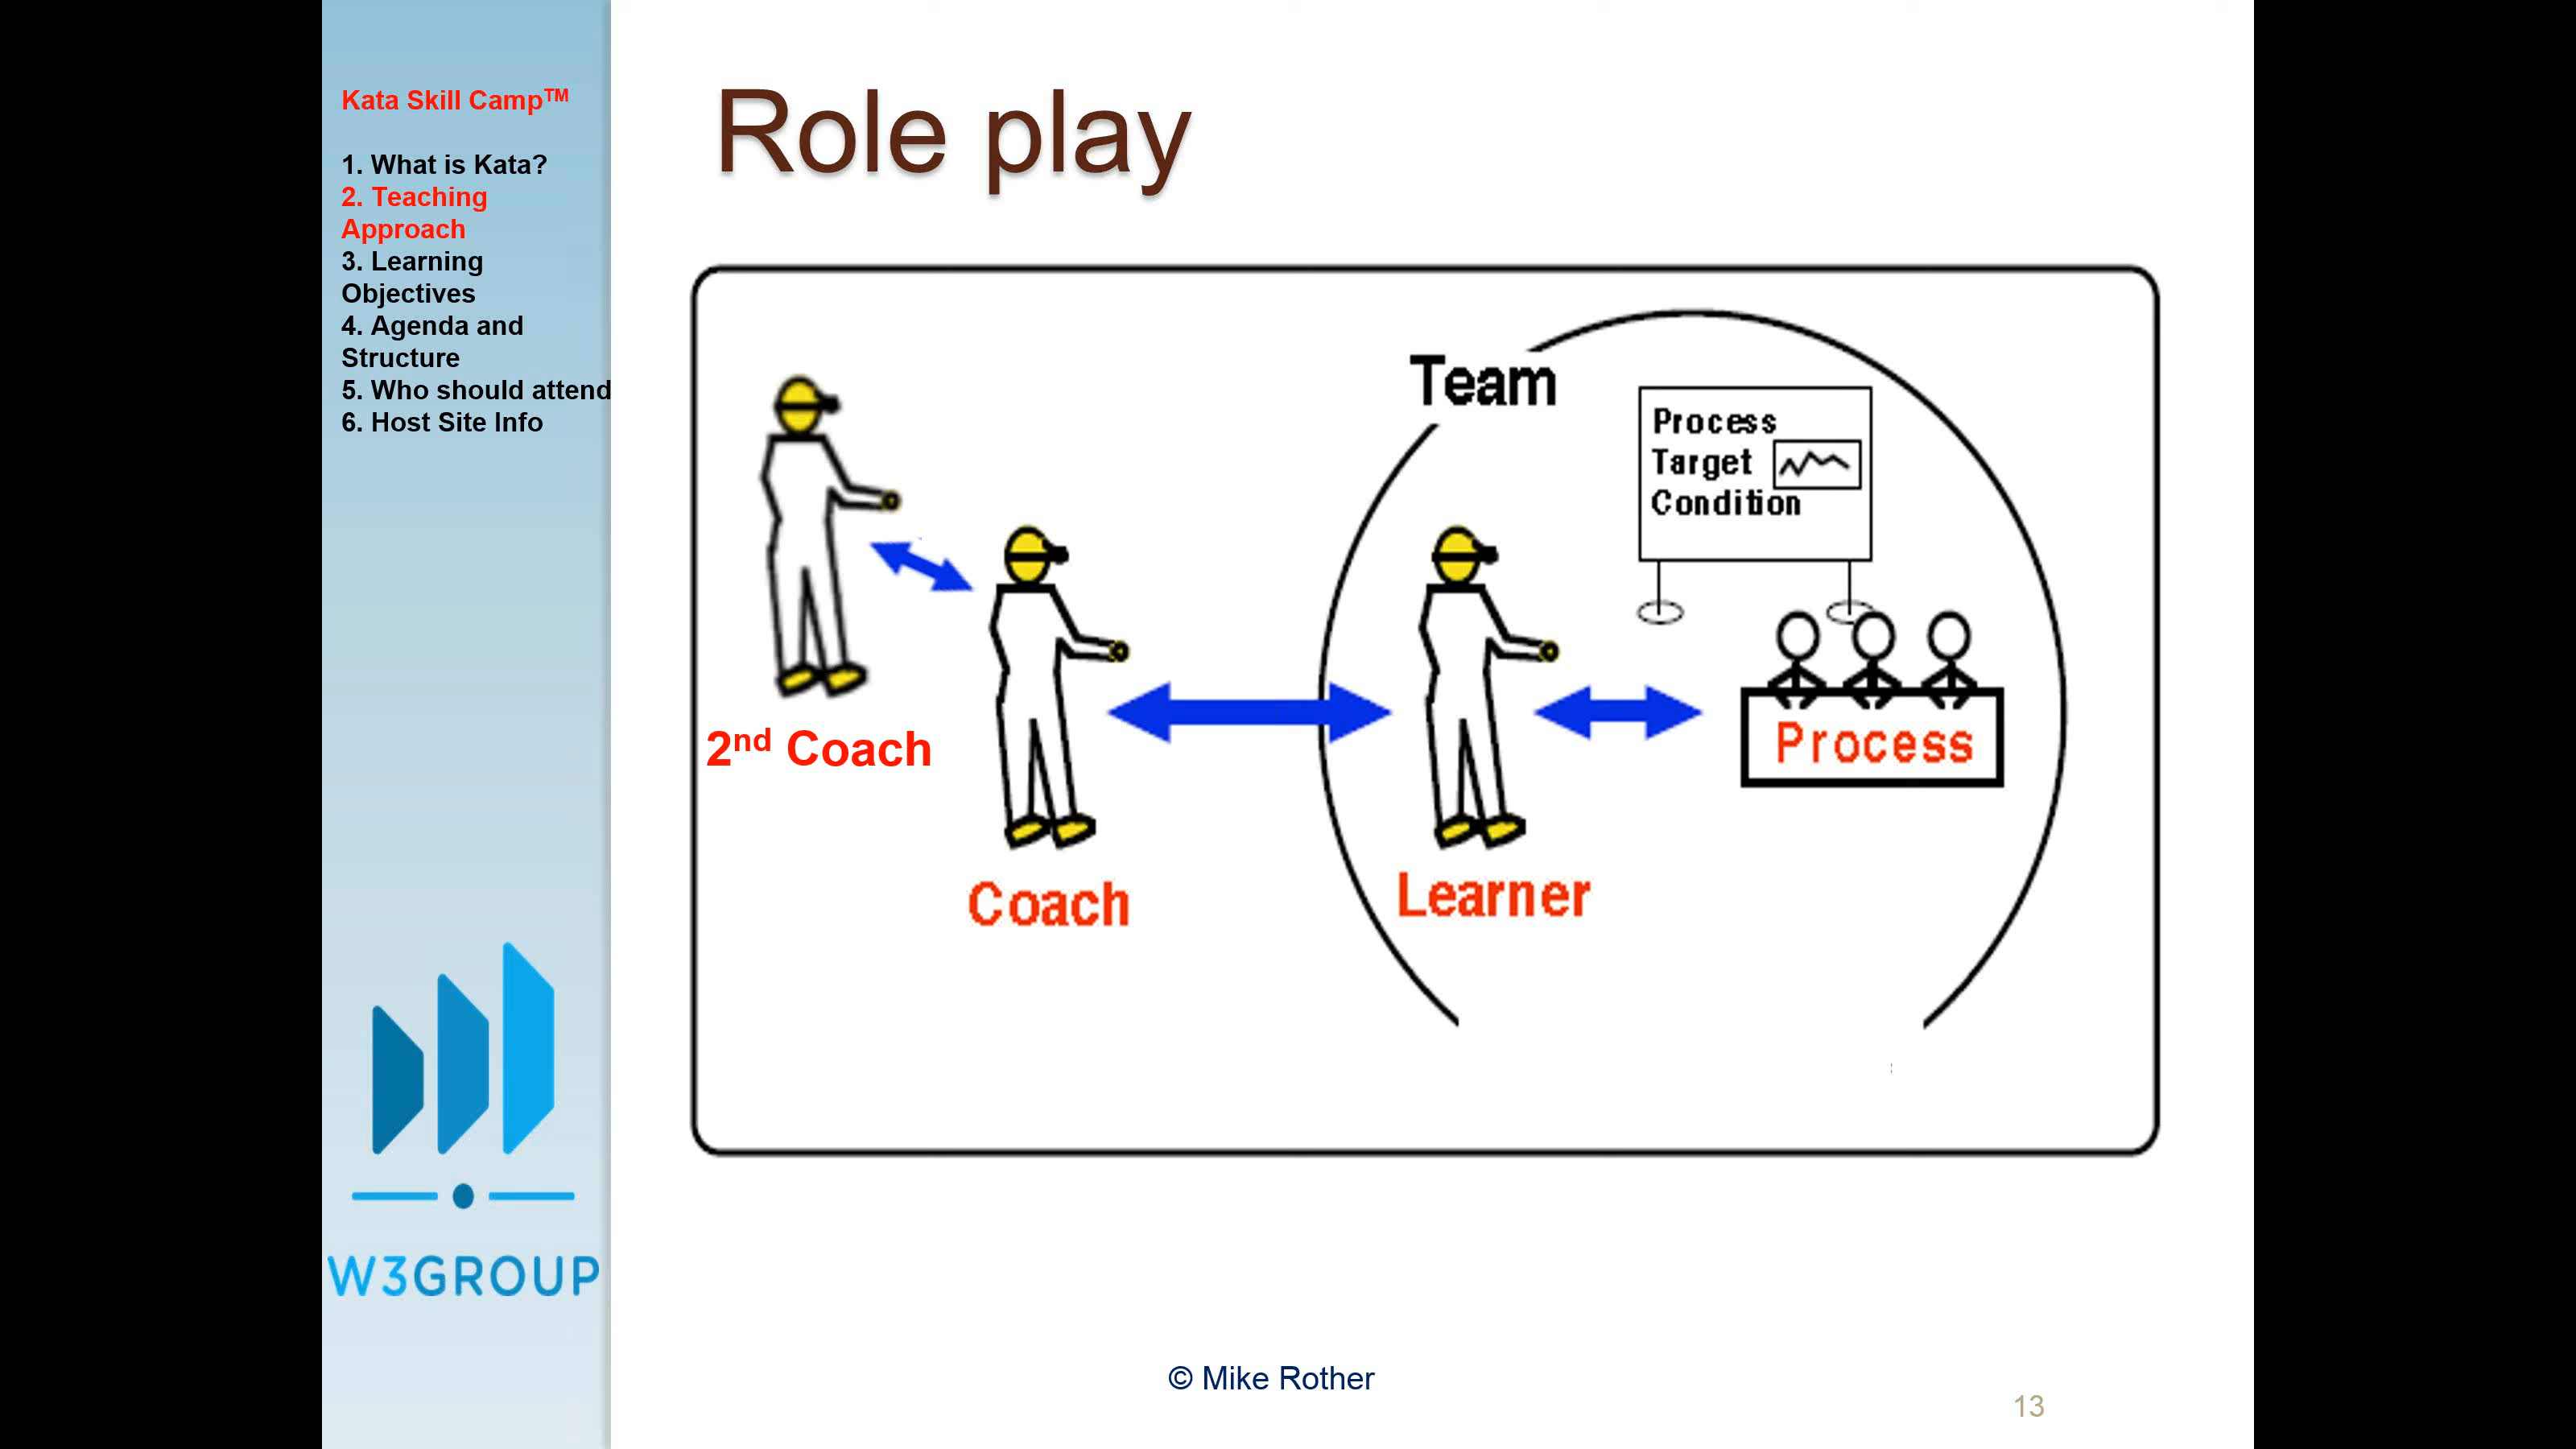 Kata Skill Camp™
1. What is Kata?
2. Teaching
Approach
3. Learning
Objectives
4. Agenda and
Structure
5. Who should attend
6. Host Site Info
W3GROUP
Role play
Team
Process
Target
Condition
2nd Coach
Coach
Learner
Process
© Mike Rother
13